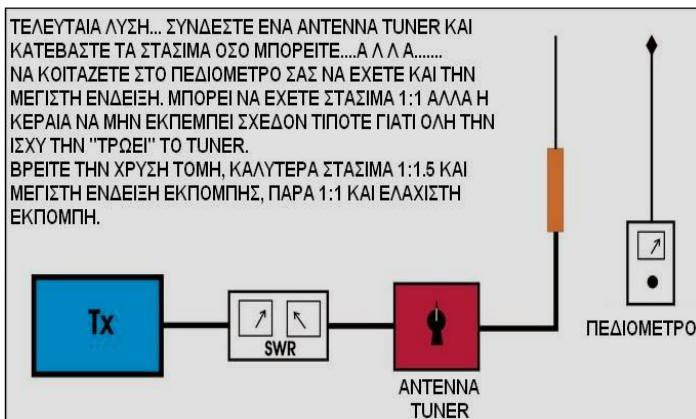 ΤΕΛΕΥΤΑΙΑ ΛΥΣΗ... ΣΥΝΔΕΣΤΕ ΕΝΑ ANTENNA TUNER ΚΑΙ
ΚΑΤΕΒΑΣΤΕ ΤΑ ΣΤΑΣΙΜΑ ΟΣΟ ΜΠΟΡΕΙΤΕ....Α Λ Λ Α.......
ΝΑ ΚΟΙΤΑΖΕΤΕ ΣΤΟ ΠΕΔΙΟΜΕΤΡΟ ΣΑΣ ΝΑ ΕΧΕΤΕ ΚΑΙ ΤΗΝ
ΜΕΓΙΣΤΗ ΕΝΔΕΙΞΗ. ΜΠΟΡΕΙ ΝΑ ΕΧΕΤΕ ΣΤΑΣΙΜΑ 1:1 ΑΛΛΑ Η
ΚΕΡΑΙΑ ΝΑ ΜΗΝ ΕΚΠΕΜΠΕΙ ΣΧΕΔΟΝ ΤΙΠΟΤΕ ΓΙΑΤΙ ΟΛΗ ΤΗΝ
ΙΣΧΥ ΤΗΝ "ΤΡΩΕΙ" ΤΟ TUNER.
ΒΡΕΙΤΕ ΤΗΝ ΧΡΥΣΗ ΤΟΜΗ, ΚΑΛΥΤΕΡΑ ΣΤΑΣΙΜΑ 1:1.5 ΚΑΙ
ΜΕΓΙΣΤΗ ΕΝΔΕΙΞΗ ΕΚΠΟΜΠΗΣ, ΠΑΡΑ 1:1 ΚΑΙ ΕΛΑΧΙΣΤΗ
ΕΚΠΟΜΠΗ.
Tx
SWR
ANTENNA
TUNER
ΠΕΔΙΟΜΕΤΡΟ